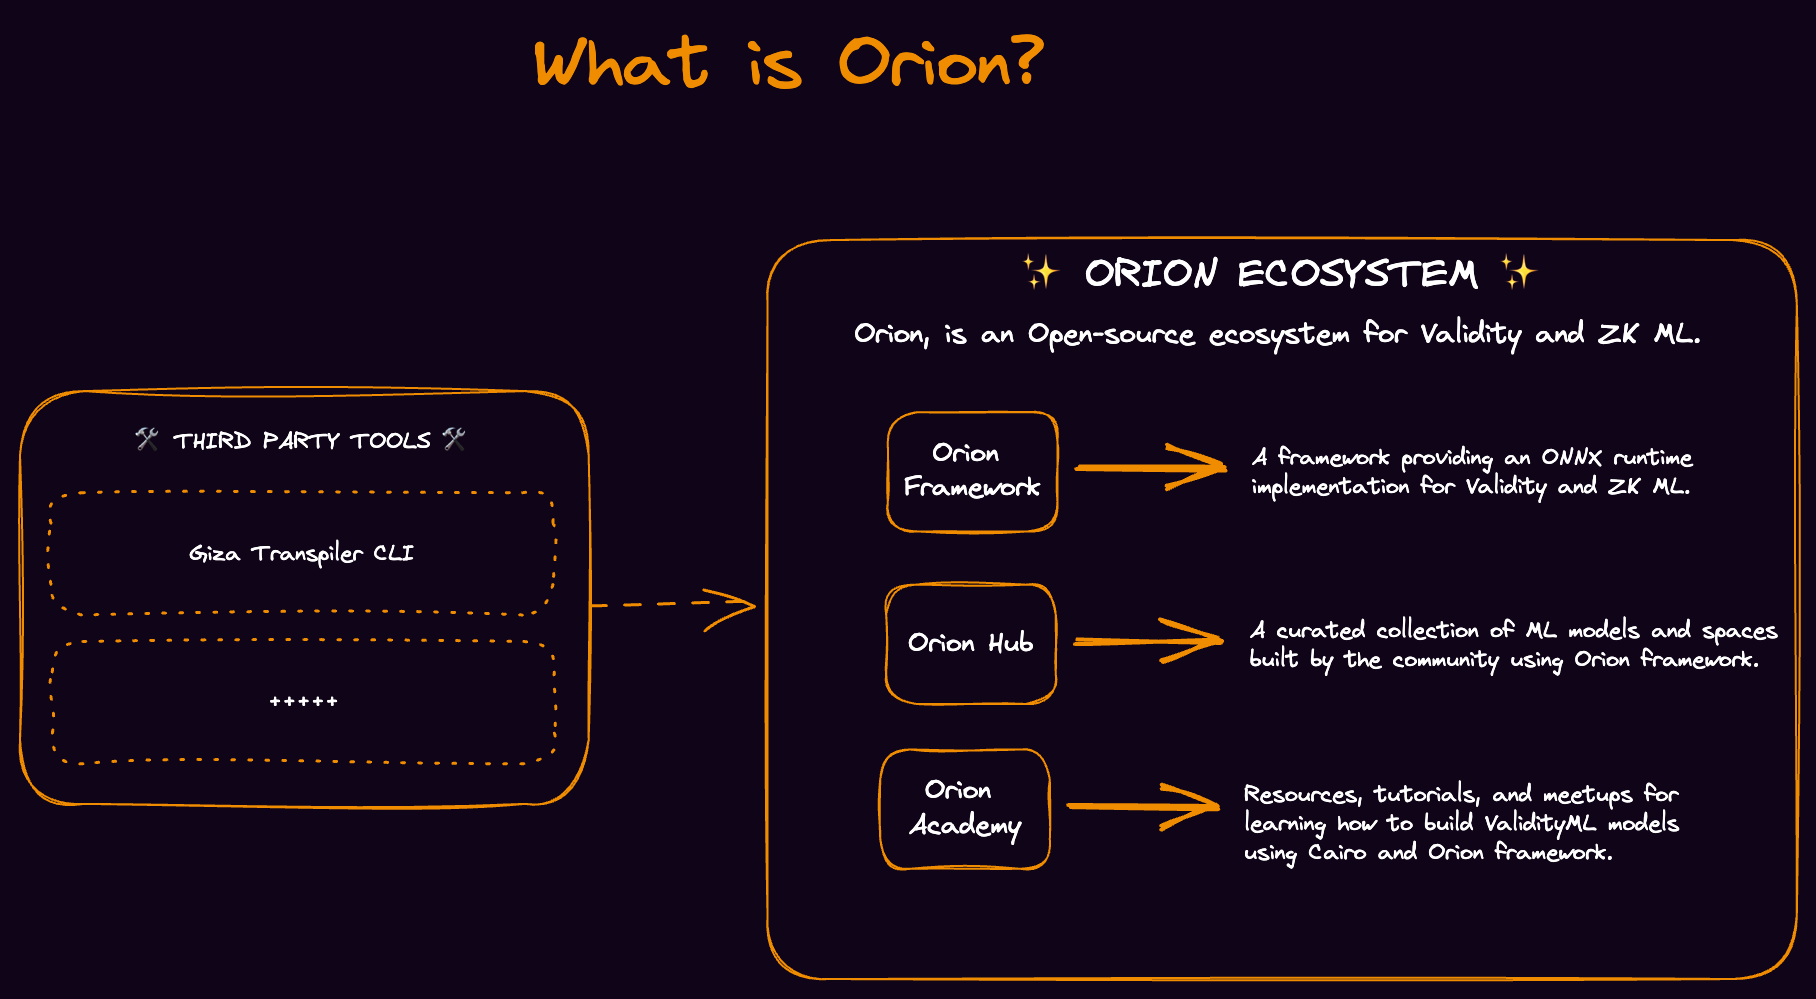 What is Orion?
🛠 THIRD PARTY TOOLS 🛠
Giza Transpiler CLI
+++++
✨ ORION ECOSYSTEM ✨
Orion, is an Open-source ecosystem for Validity and ZK ML.
Orion
Framework
A framework providing an ONNX runtime
implementation for Validity and ZK ML.
Orion Hub
A curated collection of ML models and spaces
built by the community using Orion framework.
Orion
Academy
Resources, tutorials, and meetups for
learning how to build ValidityML models
using Cairo and Orion framework.